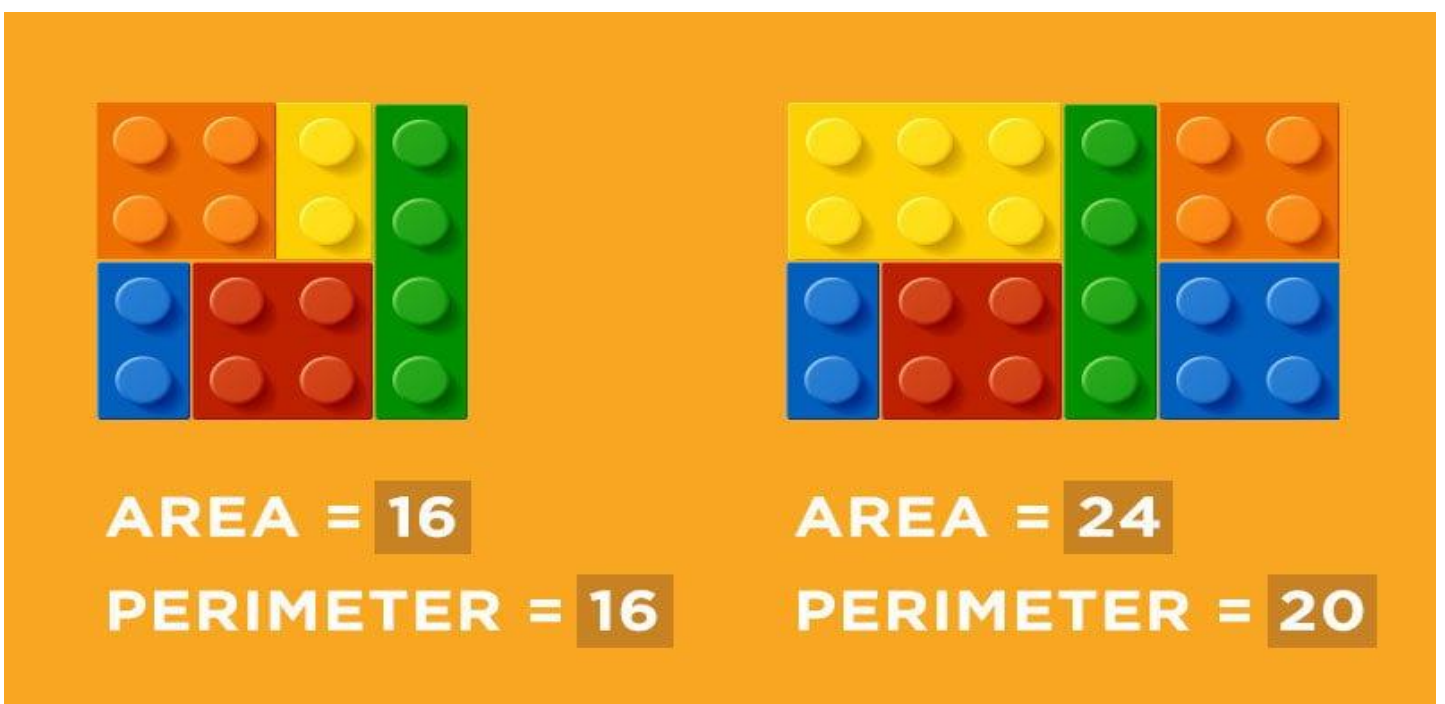 AREA = 16
PERIMETER = 16
AREA = 24
PERIMETER = 20